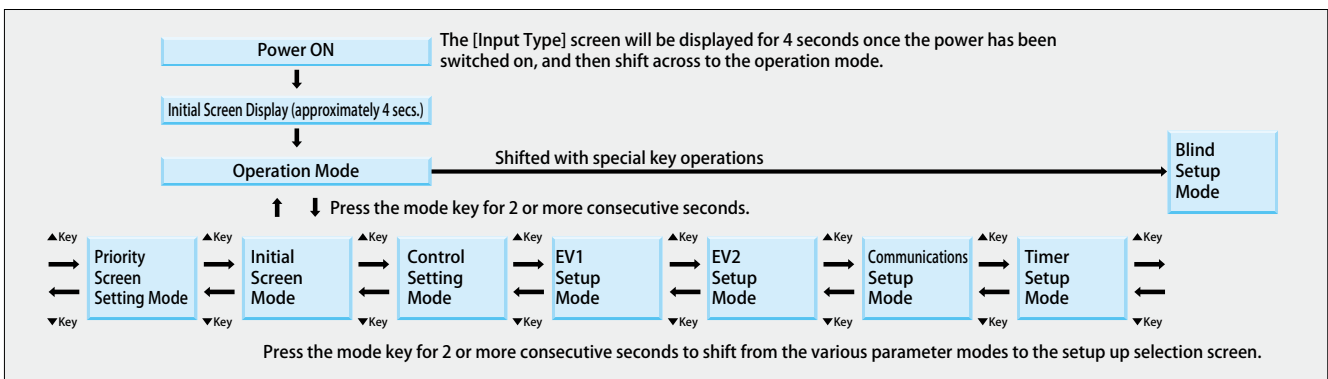 Power ON
The [Input Type] screen will be displayed for 4 seconds once the power has been
switched on, and then shift across to the operation mode.
Initial Screen Display (approximately 4 secs.)
Operation Mode
Shifted with special key operations
Blind
Setup
Mode
Press the mode key for 2 or more consecutive seconds.
▲Key ▲Key ▲Key ▲Key ▲Key ▲Key ▲Key ▲Key
Priority
Screen
Setting Mode
Initial
Screen
Mode
Control
Setting
Mode
EV1
Setup
Mode
EV2
Setup
Mode
Communications
Setup
Mode
Timer
Setup
Mode
▼Key ▼Key ▼Key ▼Key ▼Key ▼Key ▼Key ▼Key
Press the mode key for 2 or more consecutive seconds to shift from the various parameter modes to the setup up selection screen.